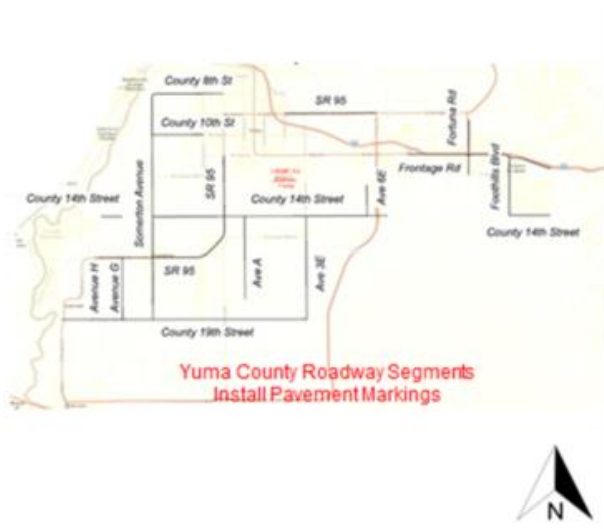 County 8th St
SR 95
Fortuna Rd
County 10th St
Frontage Rd
Foothills Blvd
Somerton Avenue
SR 95
Ave 6E
County 14th Street
County 14th Street
County 14th Street
Avenue H
Avenue G
SR 95
Ave A
Ave 3E
County 19th Street
Yuma County Roadway Segments
Install Pavement Markings
N